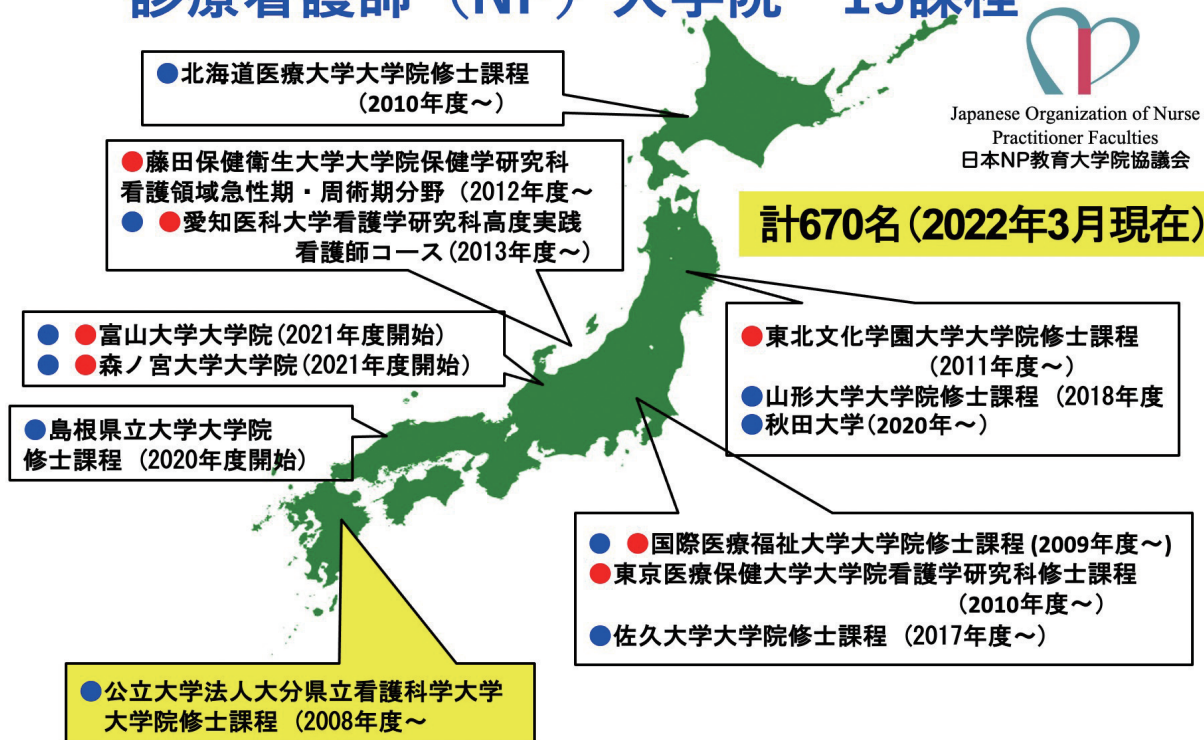 診療看護師（NP）大学院　15課程
Japanese Organization of Nurse
Practitioner Faculties
日本NP教育大学院協議会
計670名（2022年3月現在）
●北海道医療大学大学院修士課程
（2010年度～）
●藤田保健衛生大学大学院保健学研究科
看護領域急性期・周術期分野（2012年度～
● ●愛知医科大学看護学研究科高度実践
看護師コース（2013年度～）
● ●富山大学大学院（2021年度開始）
● ●森ノ宮大学大学院（2021年度開始）
●島根県立大学大学院
修士課程（2020年度開始）
●東北文化学園大学大学院修士課程
（2011年度～）
●山形大学大学院修士課程（2018年度
●秋田大学（2020年～）
● ●国際医療福祉大学大学院修士課程（2009年度～）
●東京医療保健大学大学院看護学研究科修士課程
（2010年度～）
●佐久大学大学院修士課程（2017年度～）
●公立大学法人大分県立看護科学大学
大学院修士課程（2008年度～